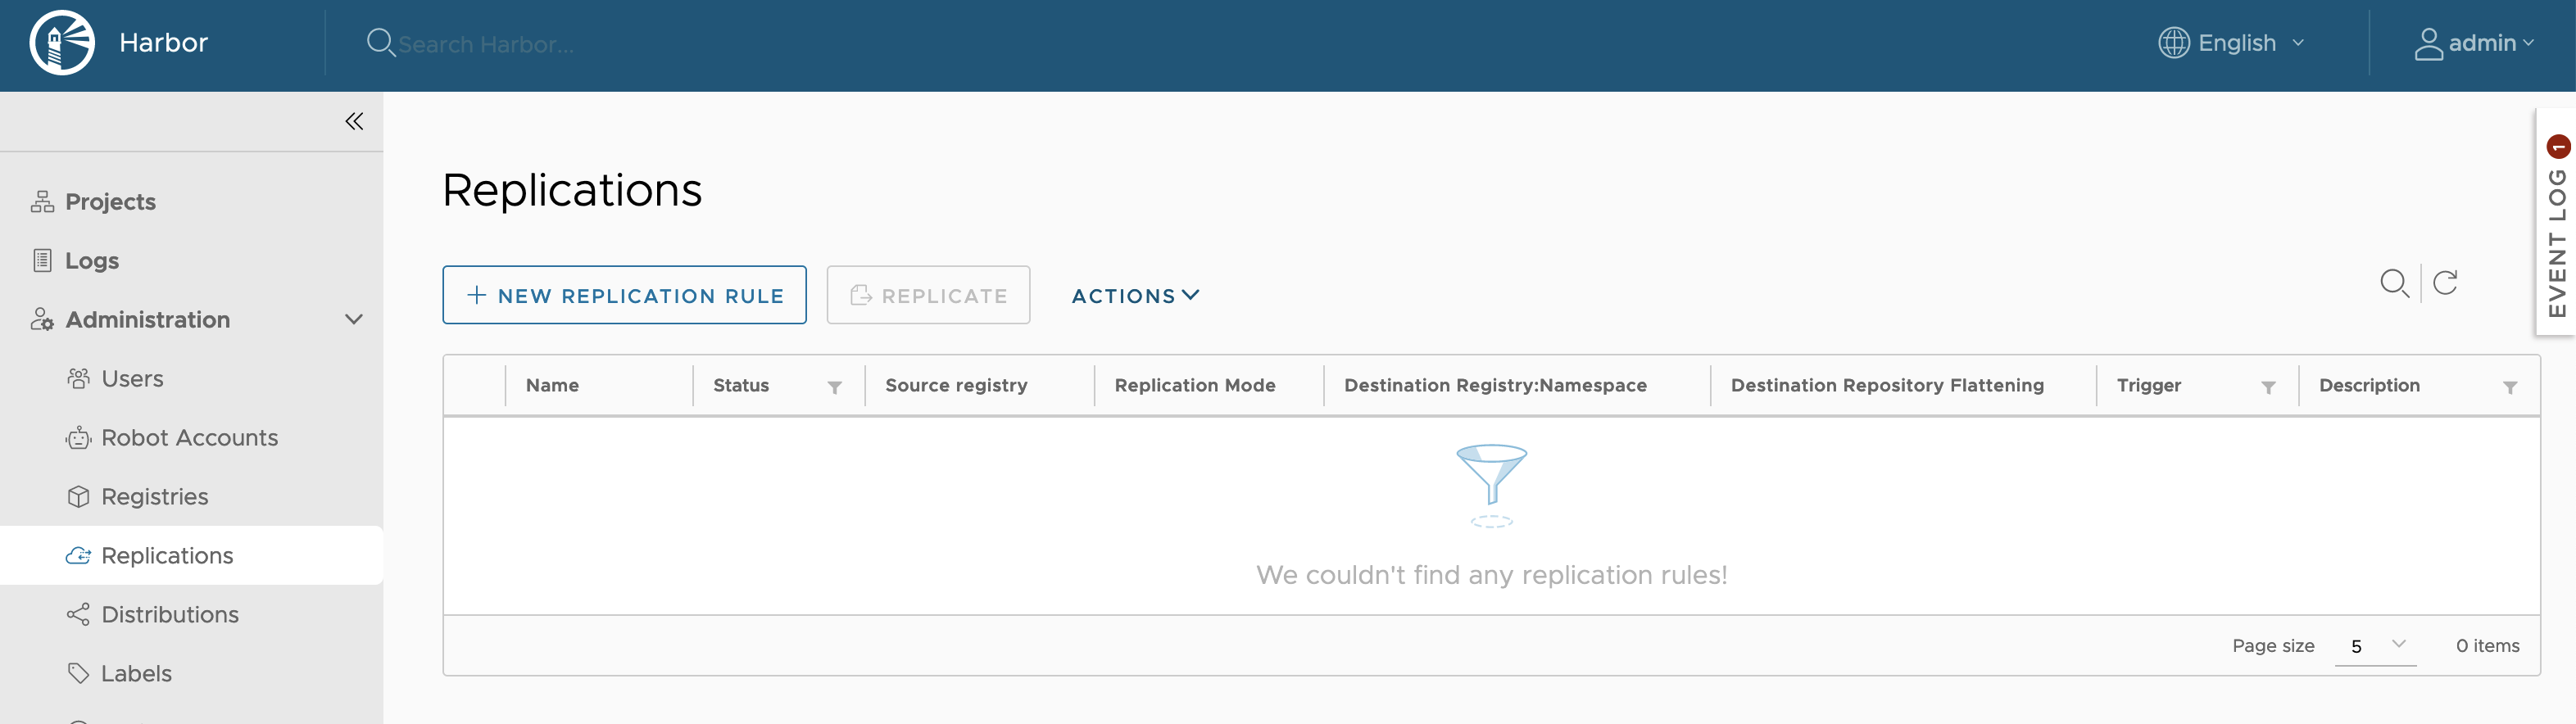 Harbor
Search Harbor...
English
admin
Projects
Logs
Administration
Users
Robot Accounts
Registries
Replications
Distributions
Labels
Replications
NEW REPLICATION RULE
REPLICATE
ACTIONS
Name Status Source registry Replication Mode Destination Registry:Namespace Destination Repository Flattening Trigger Description
We couldn't find any replication rules!
Page size 5 0 items
EVENT LOG 1